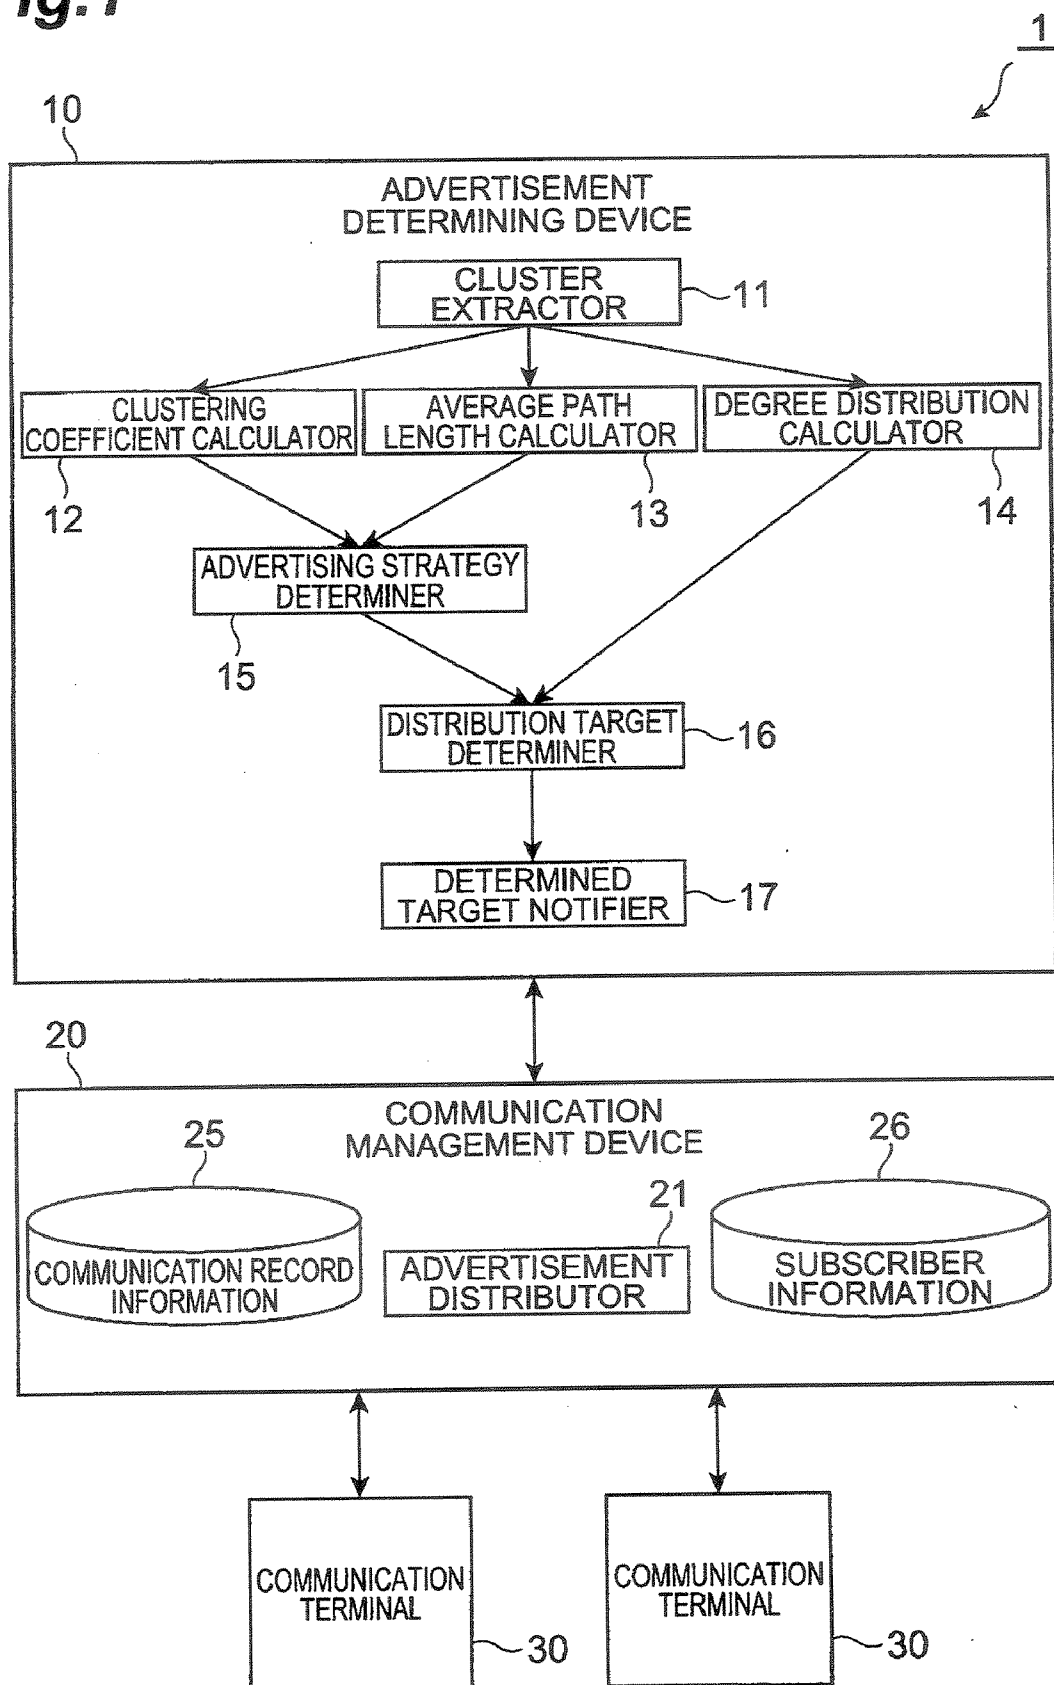 ig. 1
1
10
ADVERTISEMENT
DETERMINING DEVICE
CLUSTER
EXTRACTOR
11
CLUSTERING
COEFFICIENT CALCULATOR
AVERAGE PATH
LENGTH CALCULATOR
DEGREE DISTRIBUTION
CALCULATOR
12
13
14
ADVERTISING STRATEGY
DETERMINER
15
DISTRIBUTION TARGET
DETERMINER
16
DETERMINED
TARGET NOTIFIER
17
20
COMMUNICATION
MANAGEMENT DEVICE
25
26
21
COMMUNICATION RECORD
INFORMATION
ADVERTISEMENT
DISTRIBUTOR
SUBSCRIBER
INFORMATION
COMMUNICATION
TERMINAL
30
COMMUNICATION
TERMINAL
30